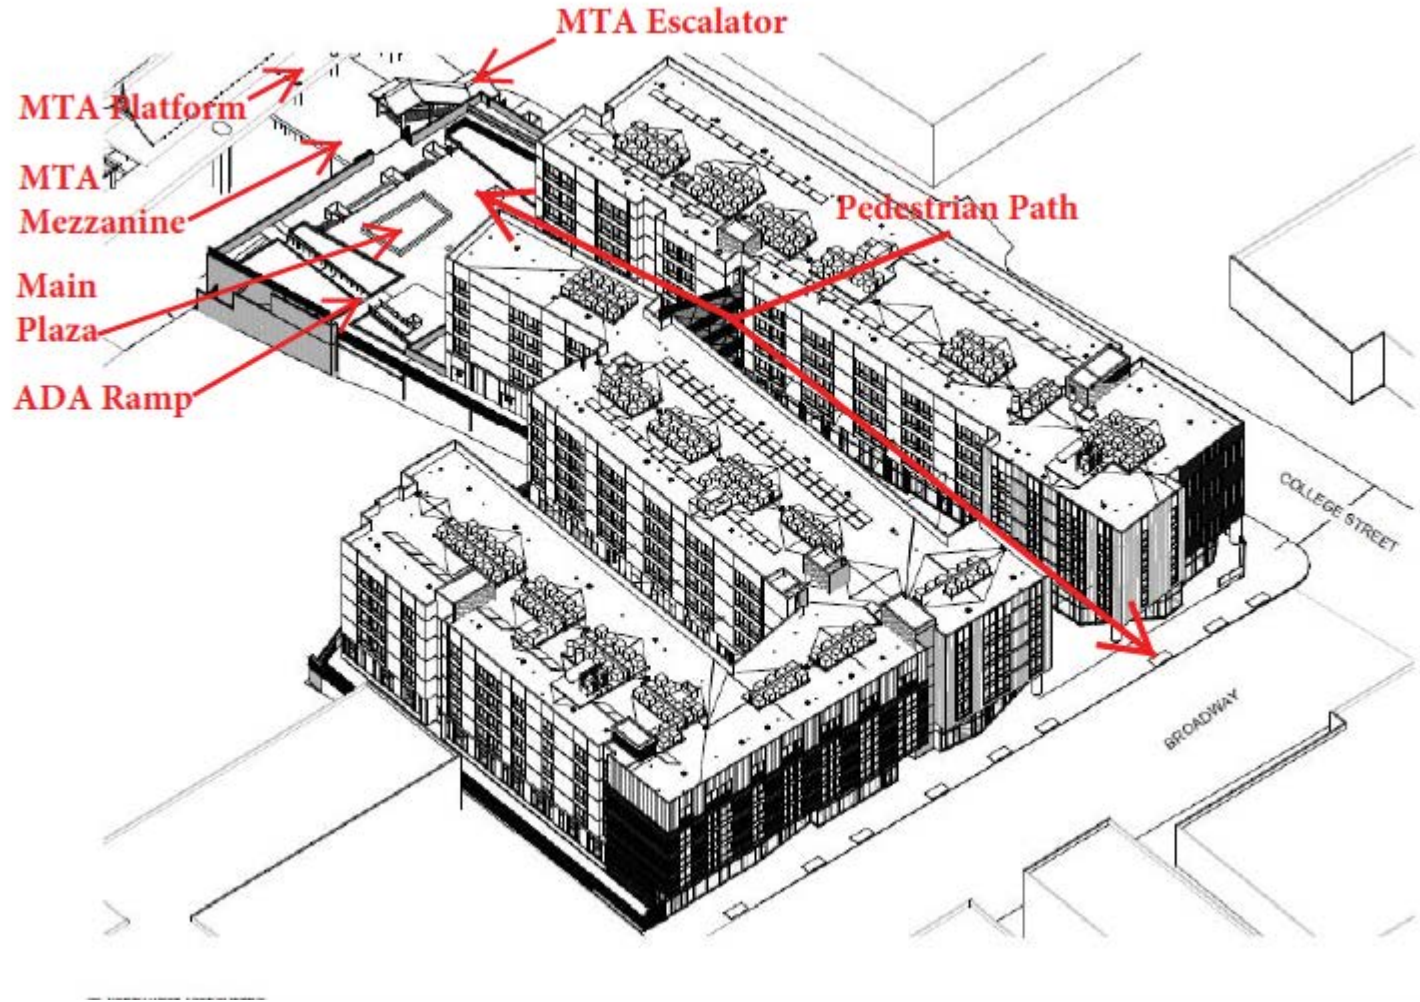 MTA Escalator
MTA Platform
MTA
Mezzanine
Pedestrian Path
Main
Plaza
ADA Ramp
COLLEGE STREET
BROADWAY